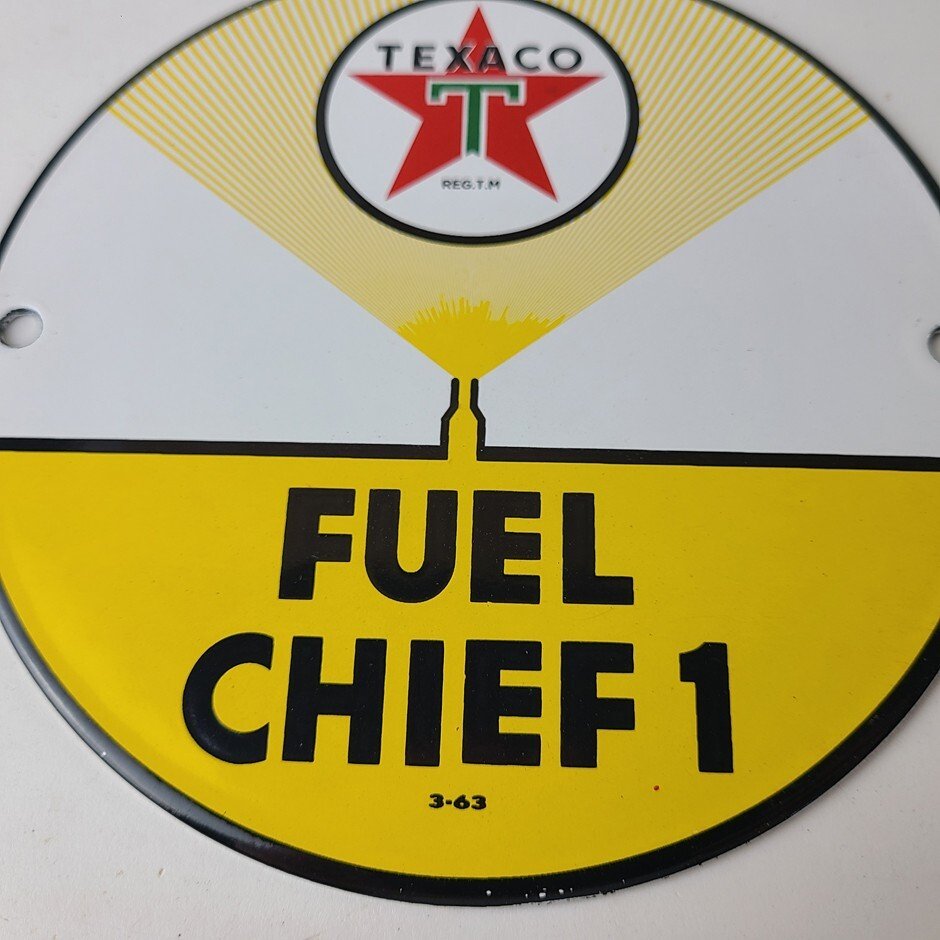 TEXACO
T
REG.T.M
FUEL
CHIEF 1
3-63